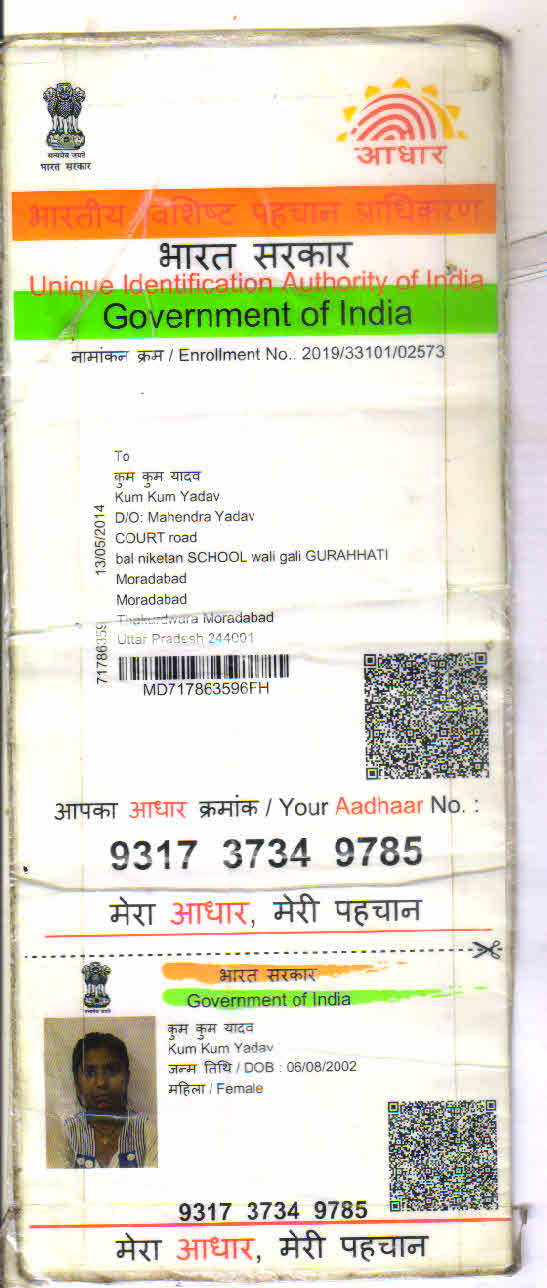 सत्यमेव जयते
भारत सरकार
आधार
भारतीय विशिष्ट पहचान प्राधिकरण
भारत सरकार
Unique Identification Authority of India
Government of India
नामांकन क्रम / Enrollment No.: 2019/33101/02573
To
कुम कुम यादव
Kum Kum Yadav
D/O: Mahendra Yadav
COURT road
bal niketan SCHOOL wali gali GURAHHATI
Moradabad
Moradabad
Thakurdwara Moradabad
Uttar Pradesh 244001
13/05/2014
71786359
MD717863596FH
आपका आधार क्रमांक / Your Aadhaar No. :
9317 3734 9785
मेरा आधार, मेरी पहचान
भारत सरकार
Government of India
कुम कुम यादव
Kum Kum Yadav
जन्म तिथि / DOB : 06/08/2002
महिला / Female
9317 3734 9785
मेरा आधार, मेरी पहचान